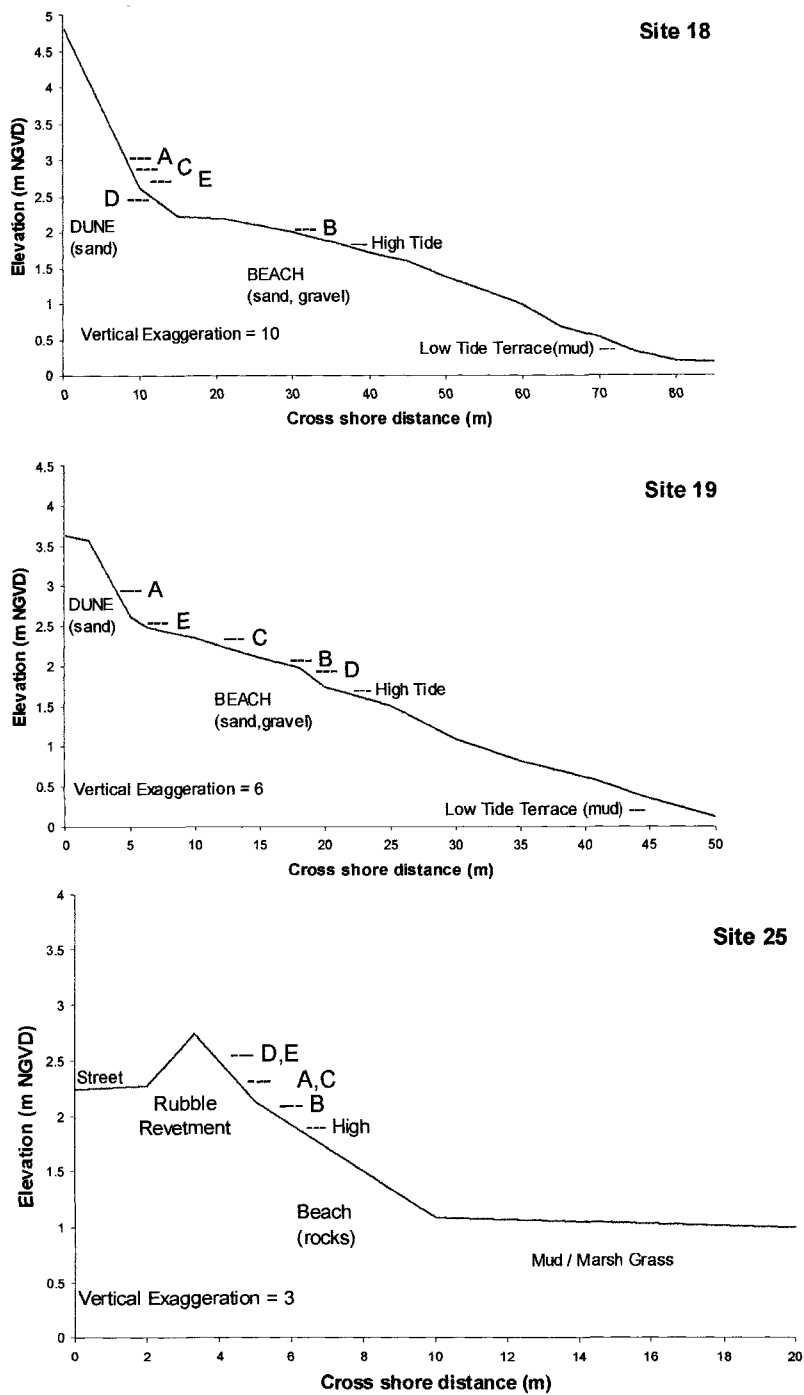 Site 18
5
4.5
4
3.5
3
2.5
2
1.5
1
0.5
0
Elevation (m NGVD)
A
C
E
D
B
DUNE
(sand)
High Tide
BEACH
(sand, gravel)
Vertical Exaggeration = 10
Low Tide Terrace(mud)
0 10 20 30 40 50 60 70 80
Cross shore distance (m)
Site 19
4.5
4
3.5
3
2.5
2
1.5
1
0.5
0
Elevation (m NGVD)
A
DUNE
(sand)
E
C
B
D
High Tide
BEACH
(sand,gravel)
Vertical Exaggeration = 6
Low Tide Terrace (mud)
0 5 10 15 20 25 30 35 40 45 50
Cross shore distance (m)
Site 25
4
3.5
3
2.5
2
1.5
1
0.5
0
Elevation (m NGVD)
D,E
Street
A,C
Rubble
Revetment
B
High
Beach
(rocks)
Mud / Marsh Grass
Vertical Exaggeration = 3
0 2 4 6 8 10 12 14 16 18 20
Cross shore distance (m)